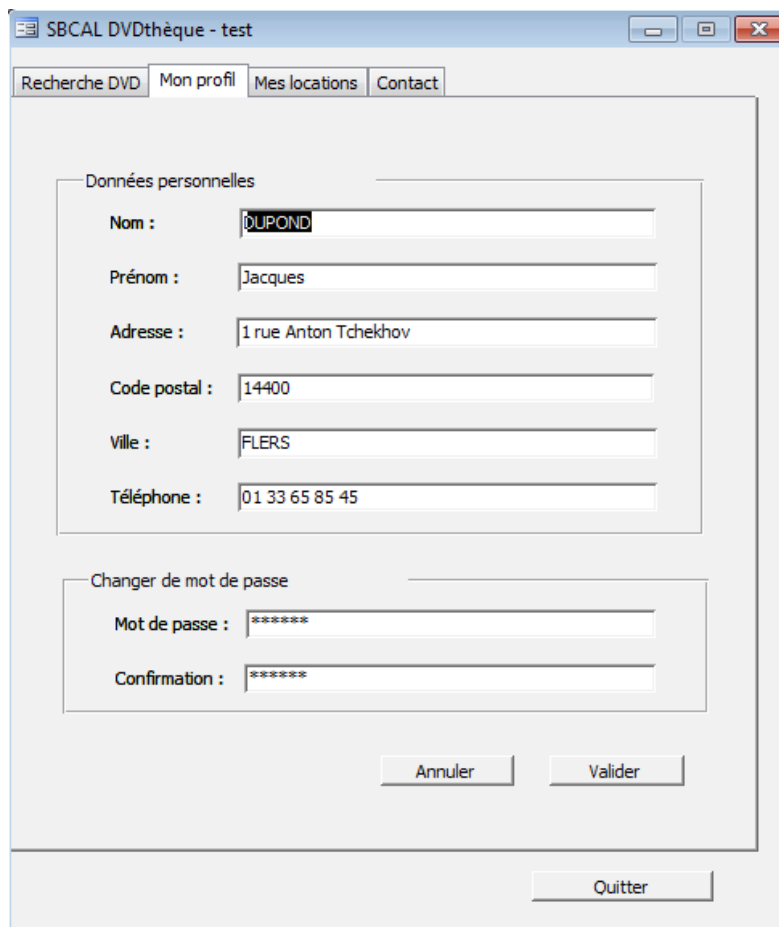 SBCAL DVDthèque - test
Recherche DVD Mon profil Mes locations Contact
Données personnelles
Nom : DUPOND
Prénom : Jacques
Adresse : 1 rue Anton Tchekhov
Code postal : 14400
Ville : FLERS
Téléphone : 01 33 65 85 45
Changer de mot de passe
Mot de passe : ******
Confirmation : ******
Annuler Valider
Quitter